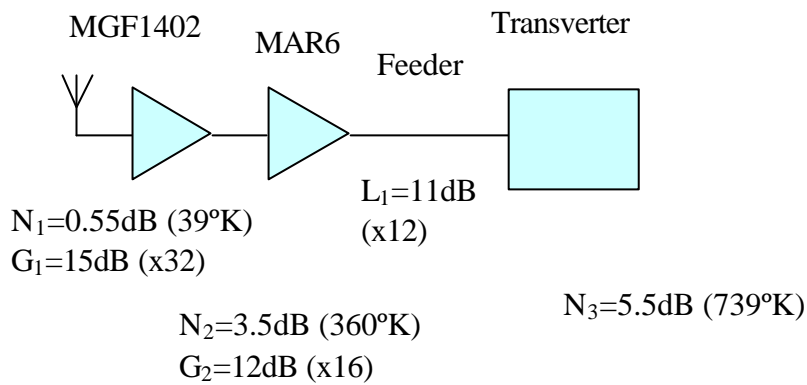 MGF1402
MAR6
Feeder
Transverter
N₁=0.55dB (39ºK)
G₁=15dB (x32)
L₁=11dB
(x12)
N₂=3.5dB (360ºK)
G₂=12dB (x16)
N₃=5.5dB (739ºK)